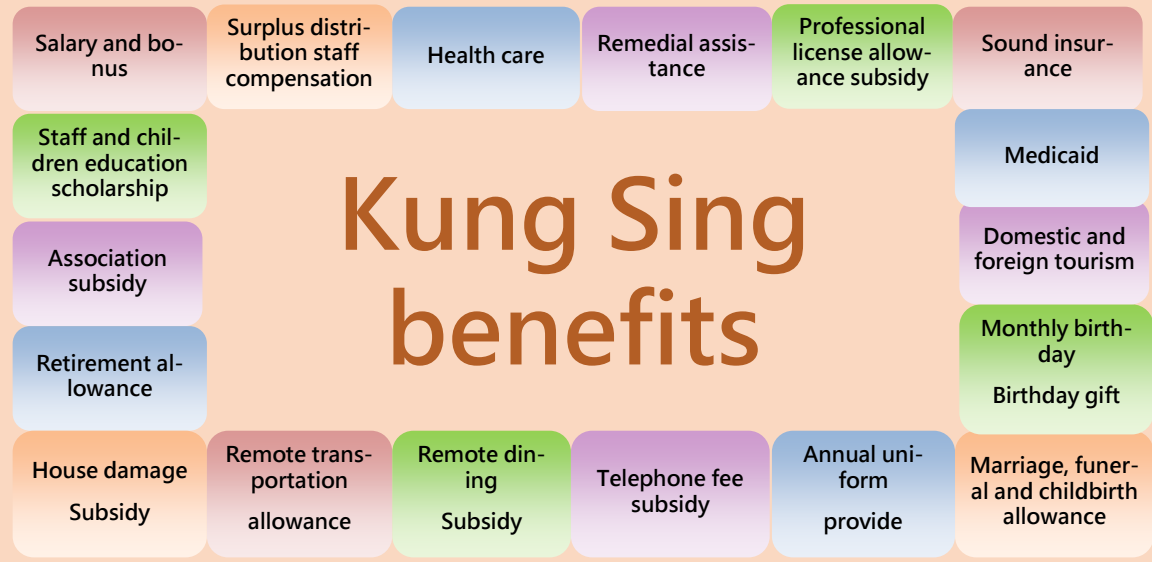 Salary and bo-
nus
Surplus distri-
bution staff
compensation
Health care
Remedial assis-
tance
Professional
license allow-
ance subsidy
Sound insur-
ance
Staff and chil-
dren education
scholarship
Medicaid
Kung Sing
benefits
Association
subsidy
Domestic and
foreign tourism
Retirement al-
lowance
Monthly birth-
day
Birthday gift
House damage
Subsidy
Remote trans-
portation
allowance
Remote din-
ing
Subsidy
Telephone fee
subsidy
Annual uni-
form
provide
Marriage, funer-
al and childbirth
allowance